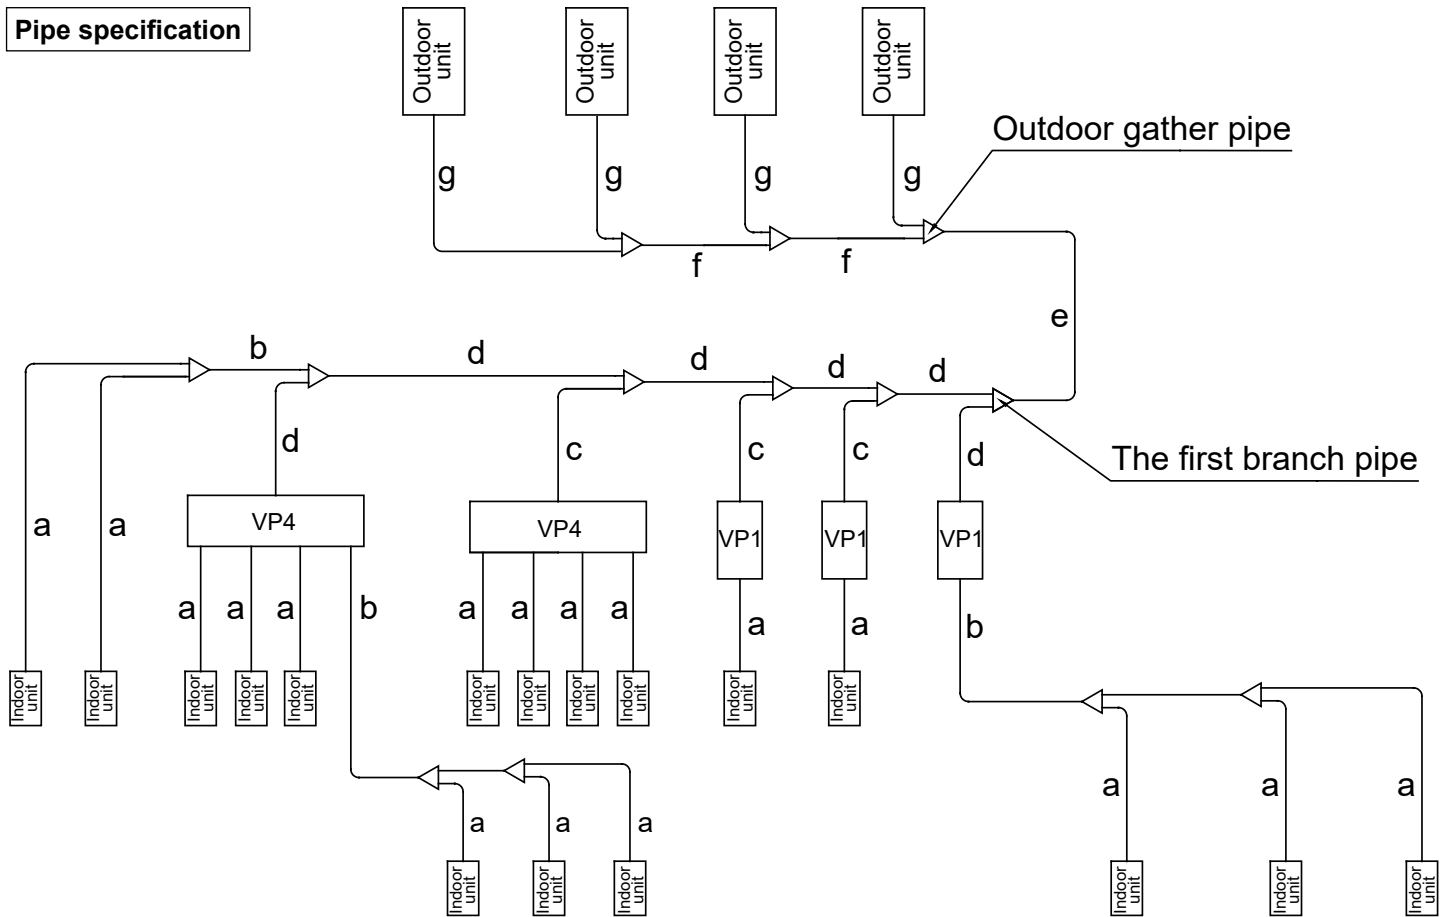 Pipe specification
Outdoor
unit
Outdoor
unit
Outdoor
unit
Outdoor
unit
Outdoor gather pipe
g
g
g
g
f
f
e
b
d
d
d
d
The first branch pipe
d
c
c
c
d
a
a
VP4
VP4
VP1
VP1
VP1
a
a
a
b
a
a
a
a
a
a
b
Indoor
unit
Indoor
unit
Indoor
unit
Indoor
unit
Indoor
unit
Indoor
unit
Indoor
unit
Indoor
unit
Indoor
unit
Indoor
unit
Indoor
unit
a
a
a
a
a
a
Indoor
unit
Indoor
unit
Indoor
unit
Indoor
unit
Indoor
unit
Indoor
unit